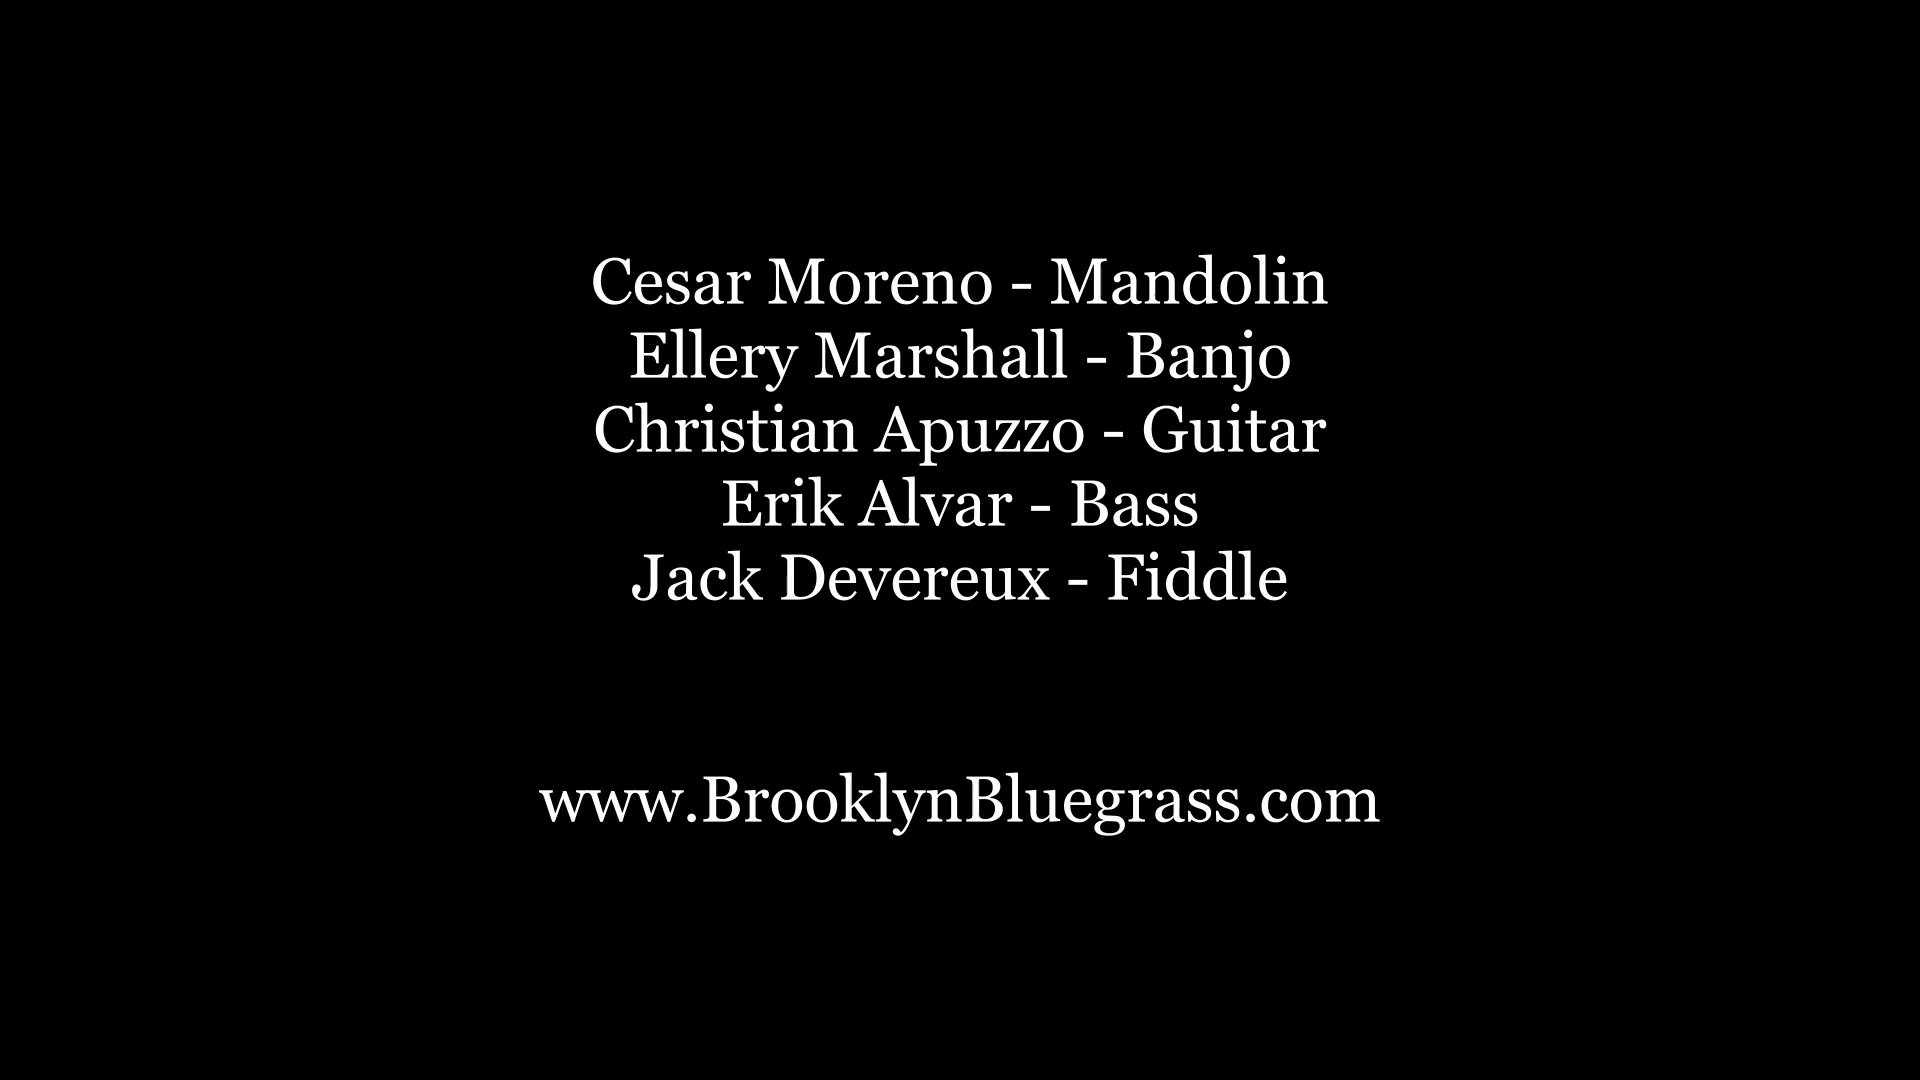 Cesar Moreno - Mandolin
Ellery Marshall - Banjo
Christian Apuzzo - Guitar
Erik Alvar - Bass
Jack Devereux - Fiddle
www.BrooklynBluegrass.com